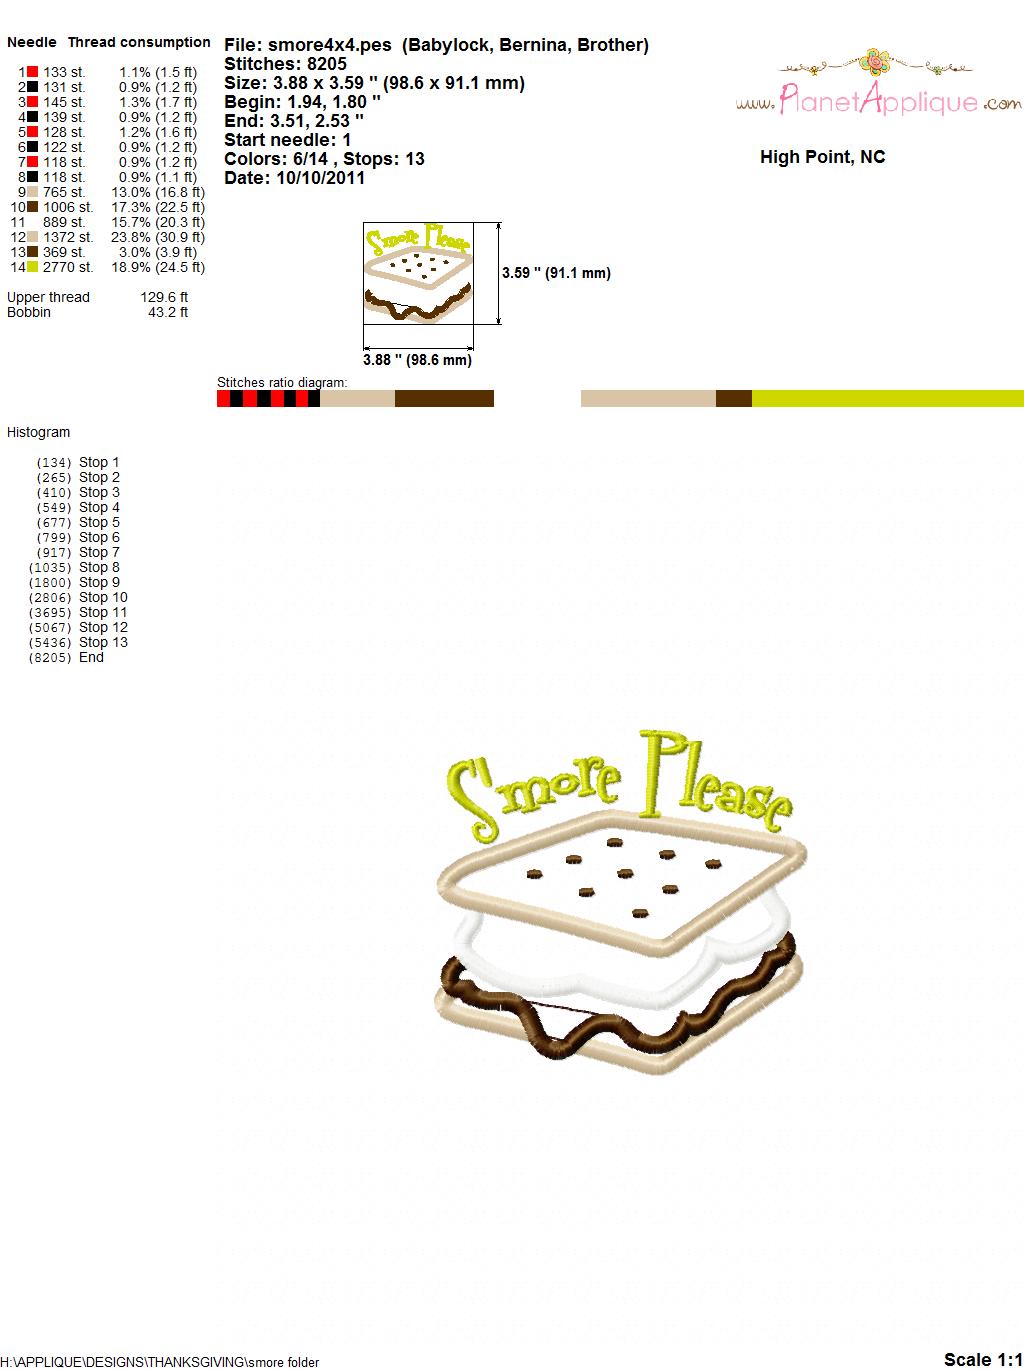 Needle Thread consumption
1 133 st. 1.1% (1.5 ft)
2 131 st. 0.9% (1.2 ft)
3 145 st. 1.3% (1.7 ft)
4 139 st. 0.9% (1.2 ft)
5 128 st. 1.2% (1.6 ft)
6 122 st. 0.9% (1.2 ft)
7 118 st. 0.9% (1.2 ft)
8 118 st. 0.9% (1.1 ft)
9 765 st. 13.0% (16.8 ft)
10 1006 st. 17.3% (22.5 ft)
11 889 st. 15.7% (20.3 ft)
12 1372 st. 23.8% (30.9 ft)
13 369 st. 3.0% (3.9 ft)
14 2770 st. 18.9% (24.5 ft)
Upper thread 129.6 ft
Bobbin 43.2 ft
File: smore4x4.pes (Babylock, Bernina, Brother)
Stitches: 8205
Size: 3.88 x 3.59 " (98.6 x 91.1 mm)
Begin: 1.94, 1.80 "
End: 3.51, 2.53 "
Start needle: 1
Colors: 6/14 , Stops: 13
Date: 10/10/2011
www.PlanetApplique.com
High Point, NC
S'more Please
3.59 " (91.1 mm)
3.88 " (98.6 mm)
Stitches ratio diagram:
Histogram
(134) Stop 1
(265) Stop 2
(410) Stop 3
(549) Stop 4
(677) Stop 5
(799) Stop 6
(917) Stop 7
(1035) Stop 8
(1800) Stop 9
(2806) Stop 10
(3695) Stop 11
(5067) Stop 12
(5436) Stop 13
(8205) End
S'more Please
H:\APPLIQUE\DESIGNS\THANKSGIVING\smore folder
Scale 1:1